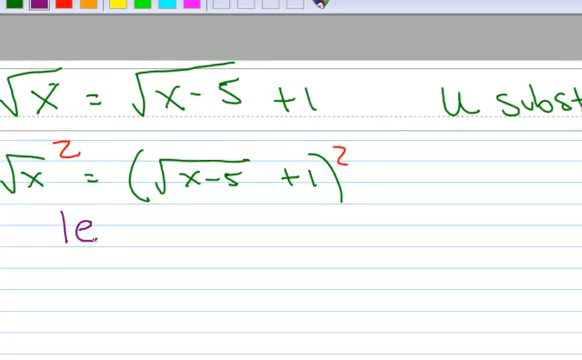 √x = √x-5 +1 u subst
√x² = (√x-5 +1)²
le